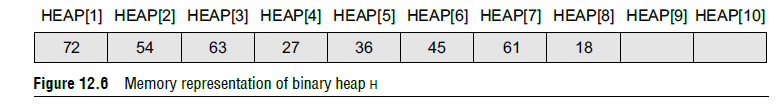 HEAP[1] HEAP[2] HEAP[3] HEAP[4] HEAP[5] HEAP[6] HEAP[7] HEAP[8] HEAP[9] HEAP[10]
72 54 63 27 36 45 61 18
Figure 12.6 Memory representation of binary heap H